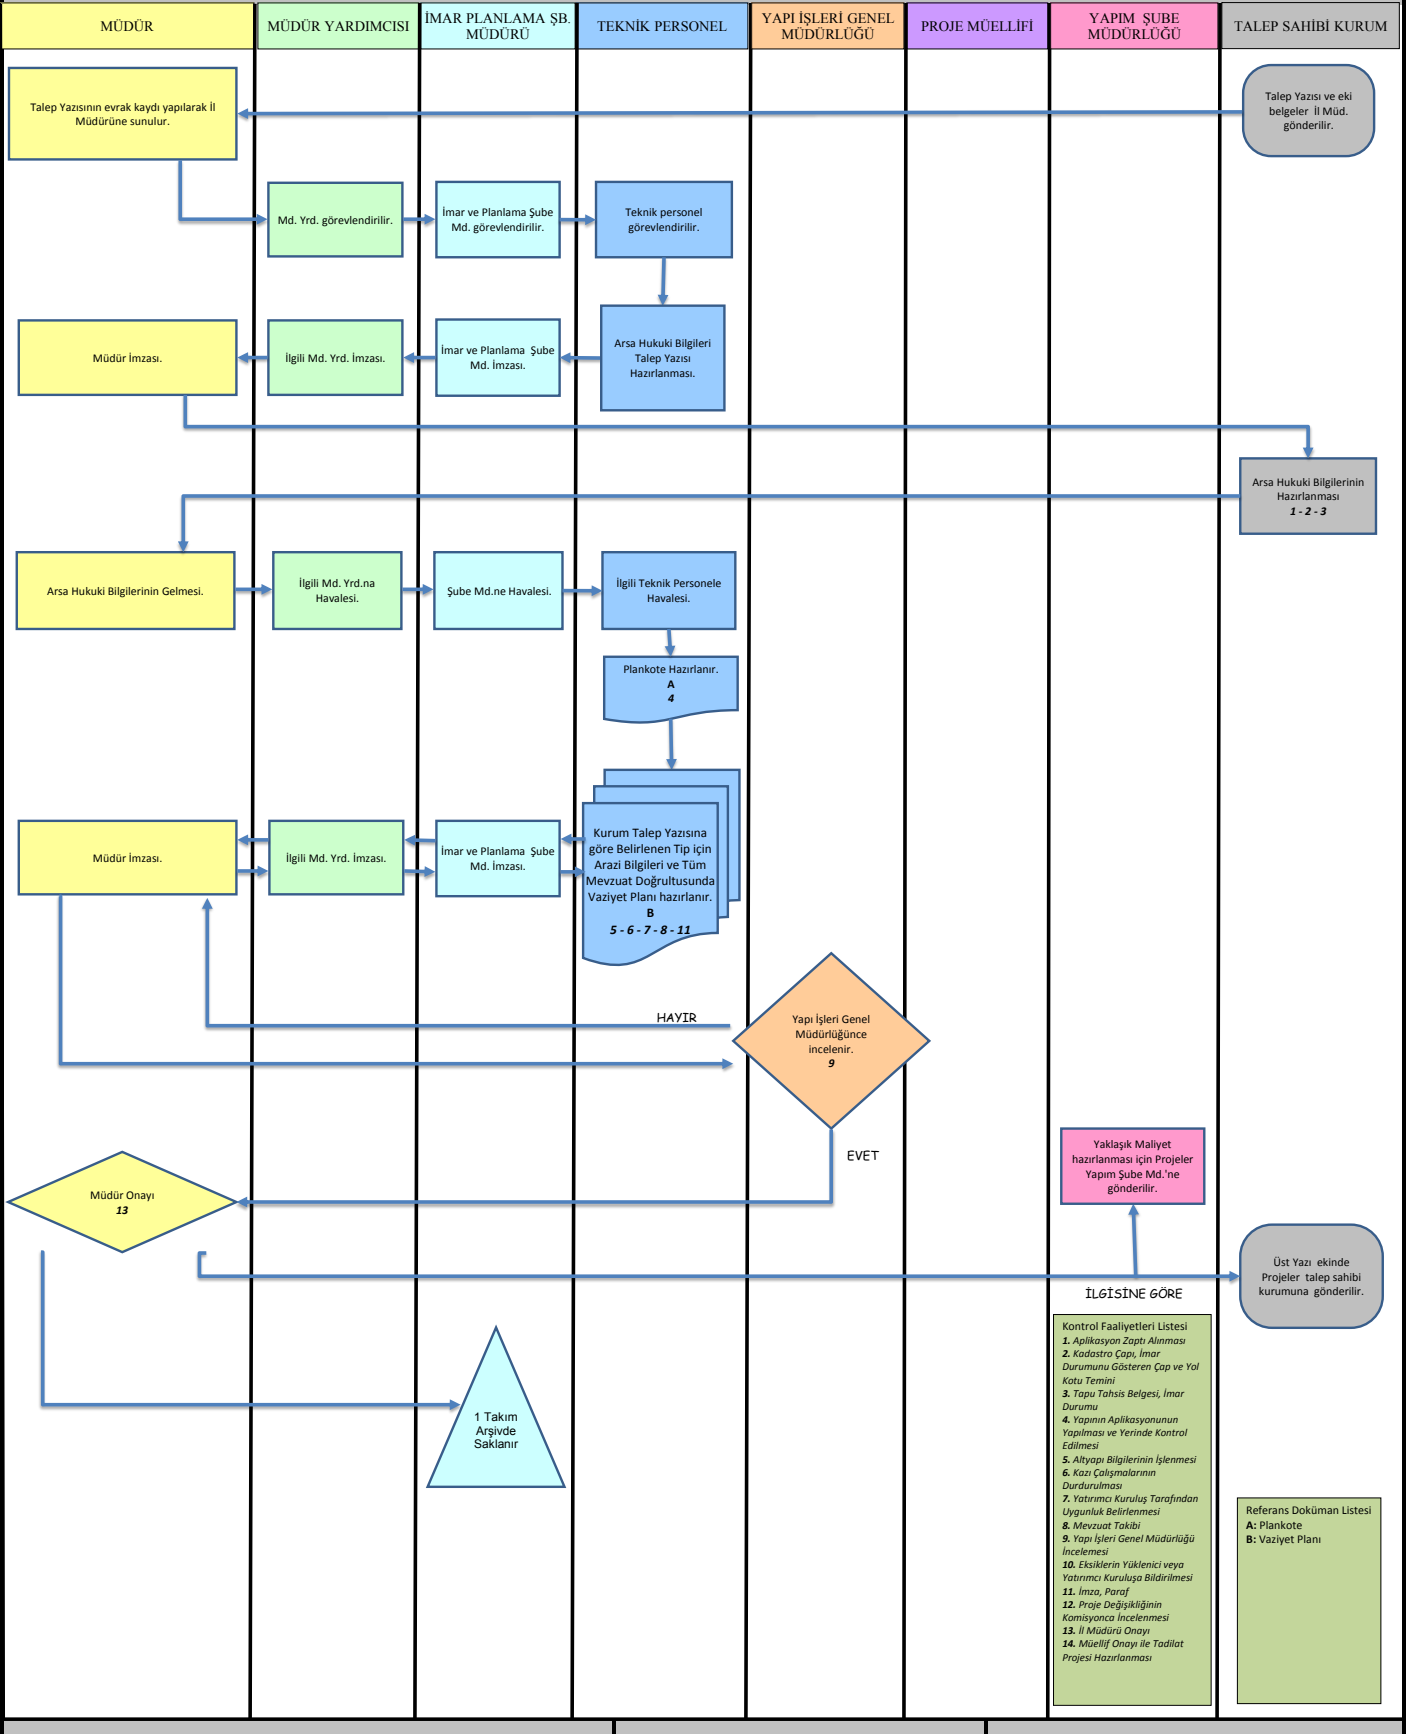 MÜDÜR
MÜDÜR YARDIMCISI
İMAR PLANLAMA ŞB.
MÜDÜRÜ
TEKNİK PERSONEL
YAPI İŞLERİ GENEL
MÜDÜRLÜĞÜ
PROJE MÜELLİFİ
YAPIM ŞUBE
MÜDÜRLÜĞÜ
TALEP SAHİBİ KURUM
Talep Yazısının evrak kaydı yapılarak İl
Müdürüne sunulur.
Talep Yazısı ve eki
belgeler İl Müd.
gönderilir.
Md. Yrd. görevlendirilir.
İmar ve Planlama Şube
Md. görevlendirilir.
Teknik personel
görevlendirilir.
Müdür İmzası.
İlgili Md. Yrd. İmzası.
İmar ve Planlama Şube
Md. İmzası.
Arsa Hukuki Bilgileri
Talep Yazısı
Hazırlanması.
Arsa Hukuki Bilgilerinin
Hazırlanması
1 - 2 - 3
Arsa Hukuki Bilgilerinin Gelmesi.
İlgili Md. Yrd.na
Havalesi.
Şube Md.ne Havalesi.
İlgili Teknik Personele
Havalesi.
Plankote Hazırlanır.
A
4
Müdür İmzası.
İlgili Md. Yrd. İmzası.
İmar ve Planlama Şube
Md. İmzası.
Kurum Talep Yazısına
göre Belirlenen Tip için
Arazi Bilgileri ve Tüm
Mevzuat Doğrultusunda
Vaziyet Planı hazırlanır.
B
5 - 6 - 7 - 8 - 11
HAYIR
Yapı İşleri Genel
Müdürlüğünce
incelenir.
9
EVET
Yaklaşık Maliyet
hazırlanması için Projeler
Yapım Şube Md.'ne
gönderilir.
Müdür Onayı
13
Üst Yazı ekinde
Projeler talep sahibi
kurumuna gönderilir.
İLGİSİNE GÖRE
1 Takım
Arşivde
Saklanır
Kontrol Faaliyetleri Listesi
1. Aplikasyon Zaptı Alınması
2. Kadastro Çapı, İmar
Durumunu Gösteren Çap ve Yol
Kotu Temini
3. Tapu Tahsis Belgesi, İmar
Durumu
4. Yapının Aplikasyonunun
Yapılması ve Yerinde Kontrol
Edilmesi
5. Altyapı Bilgilerinin İşlenmesi
6. Kazı Çalışmalarının
Durdurulması
7. Yatırımcı Kuruluş Tarafından
Uygunluk Belirlenmesi
8. Mevzuat Takibi
9. Yapı İşleri Genel Müdürlüğü
İncelemesi
10. Eksiklerin Yüklenici veya
Yatırımcı Kuruluşa Bildirilmesi
11. İmza, Paraf
12. Proje Değişikliğinin
Komisyonca İncelenmesi
13. İl Müdürü Onayı
14. Müellif Onayı ile Tadilat
Projesi Hazırlanması
Referans Doküman Listesi
A: Plankote
B: Vaziyet Planı